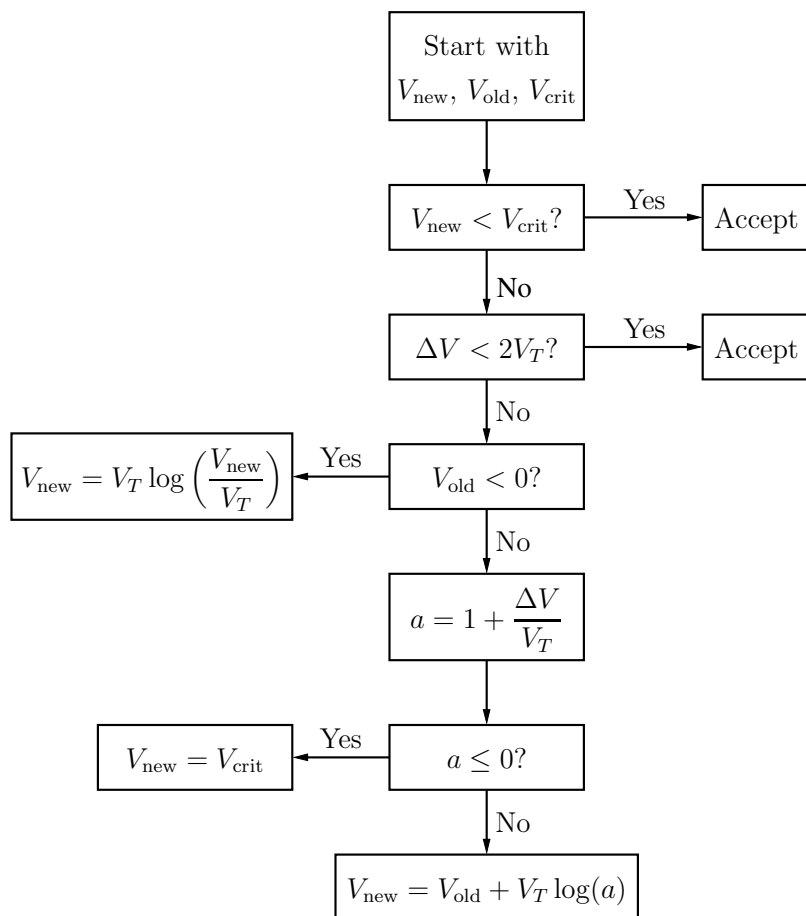 Start with
V_new, V_old, V_crit
V_new < V_crit?
Yes
Accept
No
ΔV < 2V_T?
Yes
Accept
No
V_new = V_T log (V_new / V_T)
Yes
V_old < 0?
No
a = 1 + ΔV / V_T
V_new = V_crit
Yes
a ≤ 0?
No
V_new = V_old + V_T log(a)